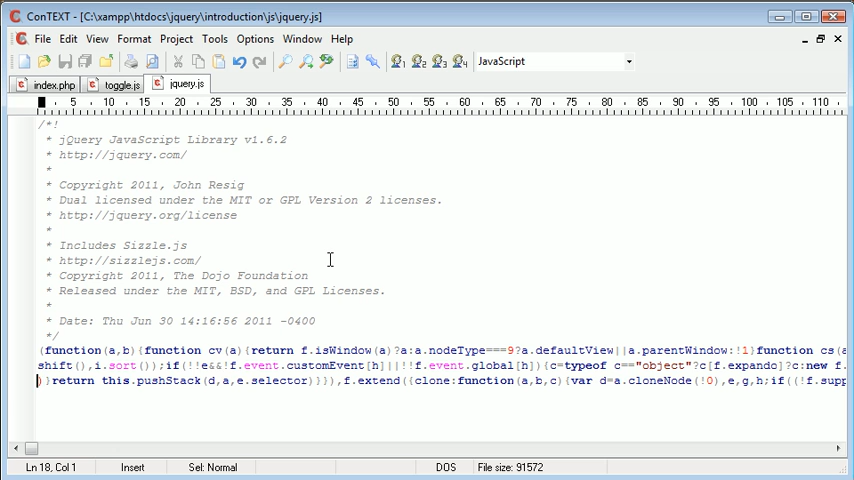 ConTEXT - [C:\xampp\htdocs\jquery\introduction\js\jquery.js]
File Edit View Format Project Tools Options Window Help
1 2 3 4 JavaScript
index.php toggle.js jquery.js
5 10 15 20 25 30 35 40 45 50 55 60 65 70 75 80 85 90 95 100 105 110
/*!
* jQuery JavaScript Library v1.6.2
* http://jquery.com/
*
* Copyright 2011, John Resig
* Dual licensed under the MIT or GPL Version 2 licenses.
* http://jquery.org/license
*
* Includes Sizzle.js
* http://sizzlejs.com/
* Copyright 2011, The Dojo Foundation
* Released under the MIT, BSD, and GPL Licenses.
*
* Date: Thu Jun 30 14:16:56 2011 -0400
*/
(function(a,b){function cv(a){return f.isWindow(a)?a:a.nodeType===9?a.defaultView||a.parentWindow:!1}function cs(a
shift(),i.sort());if(!!e&&!f.event.customEvent[h]||!!f.event.global[h]){c=typeof c=="object"?c[f.expando]?c:new f.
)}return this.pushStack(d,a,e.selector)}}),f.extend({clone:function(a,b,c){var d=a.cloneNode(!0),e,g,h;if((!f.supp
Ln 18, Col 1 Insert Sel: Normal DOS File size: 91572